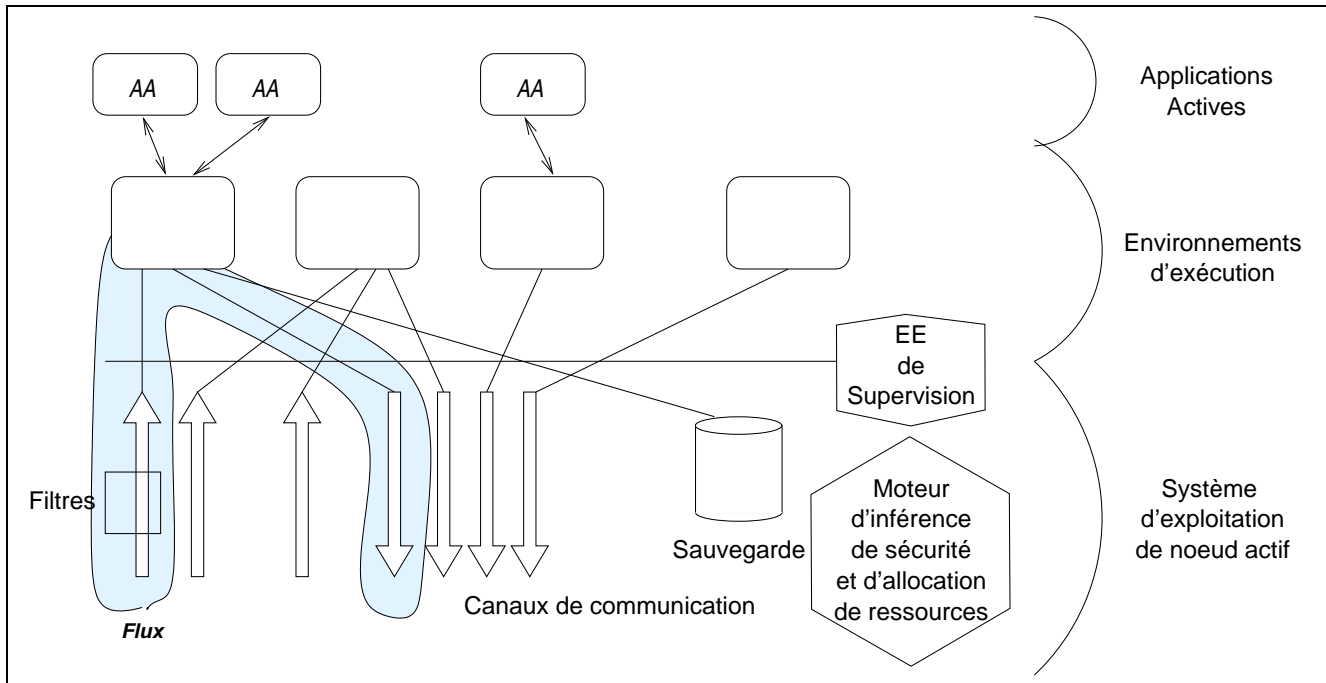 AA
AA
AA
Applications
Actives
Environnements
d'exécution
EE
de
Supervision
Filtres
Sauvegarde
Moteur
d'inférence
de sécurité
et d'allocation
de ressources
Système
d'exploitation
de noeud actif
Canaux de communication
Flux